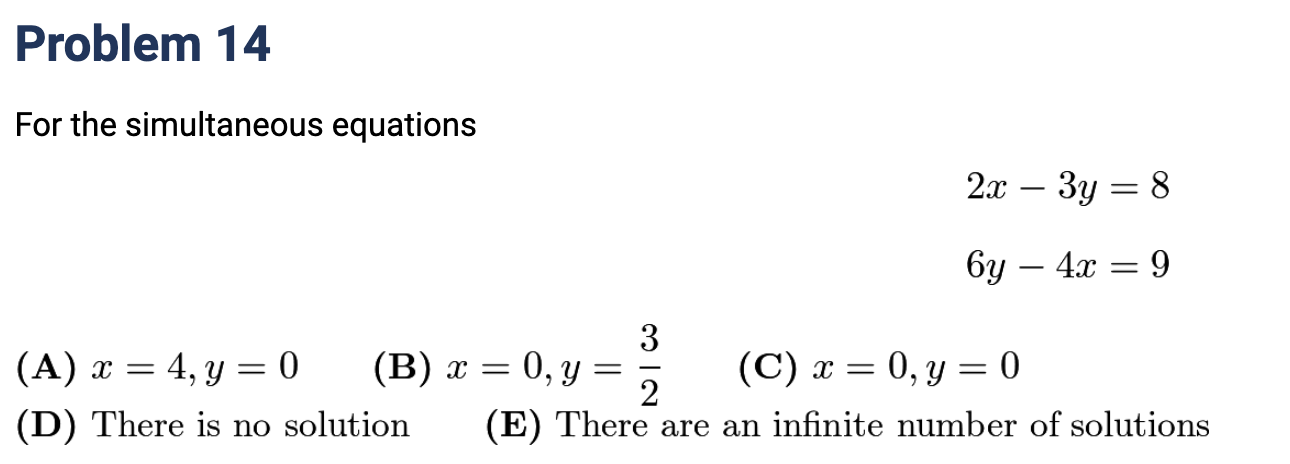 Problem 14
For the simultaneous equations
2x − 3y = 8
6y − 4x = 9
(A) x = 4, y = 0 (B) x = 0, y = 3/2 (C) x = 0, y = 0
(D) There is no solution (E) There are an infinite number of solutions